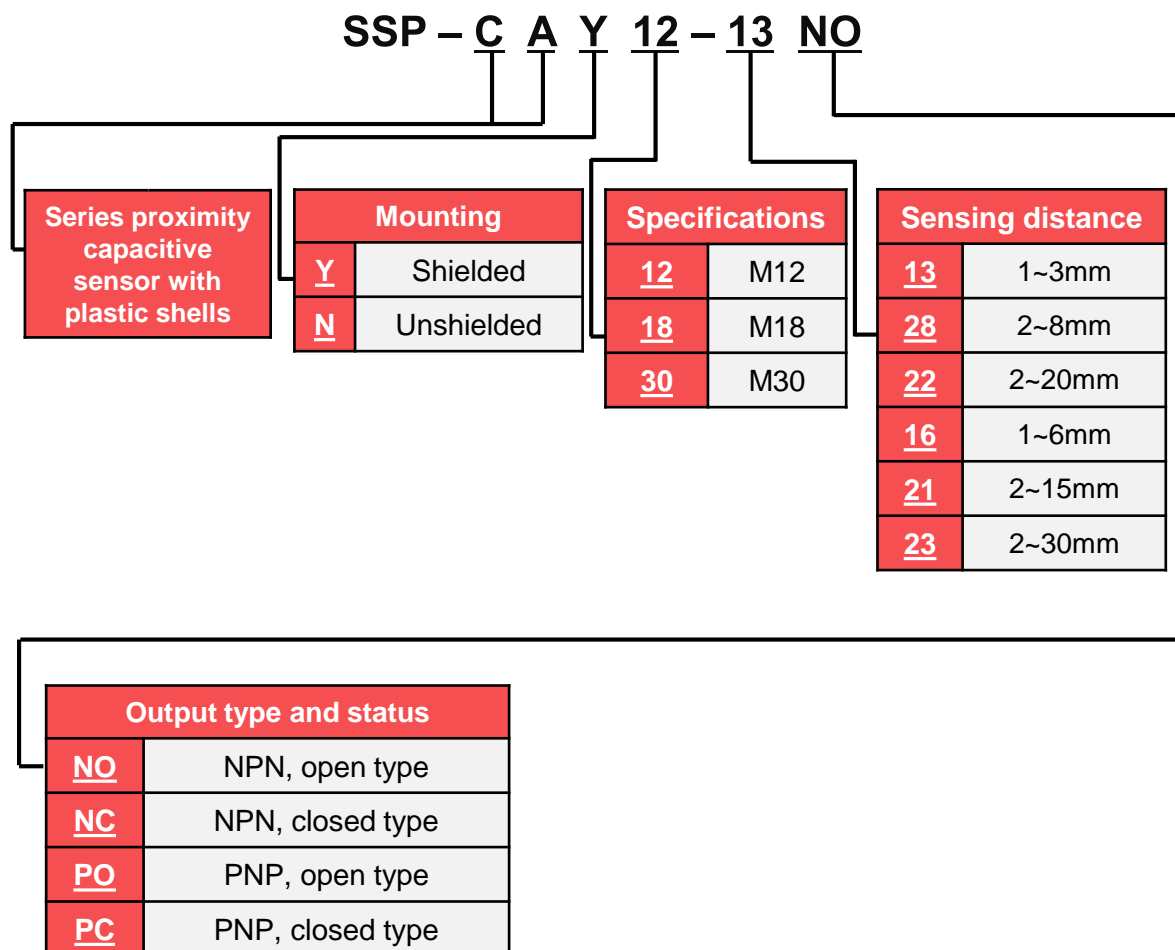 SSP – C A Y 12 – 13 NO
Series proximity
capacitive
sensor with
plastic shells
Mounting
Y Shielded
N Unshielded
Specifications
12 M12
18 M18
30 M30
Sensing distance
13 1~3mm
28 2~8mm
22 2~20mm
16 1~6mm
21 2~15mm
23 2~30mm
Output type and status
NO NPN, open type
NC NPN, closed type
PO PNP, open type
PC PNP, closed type